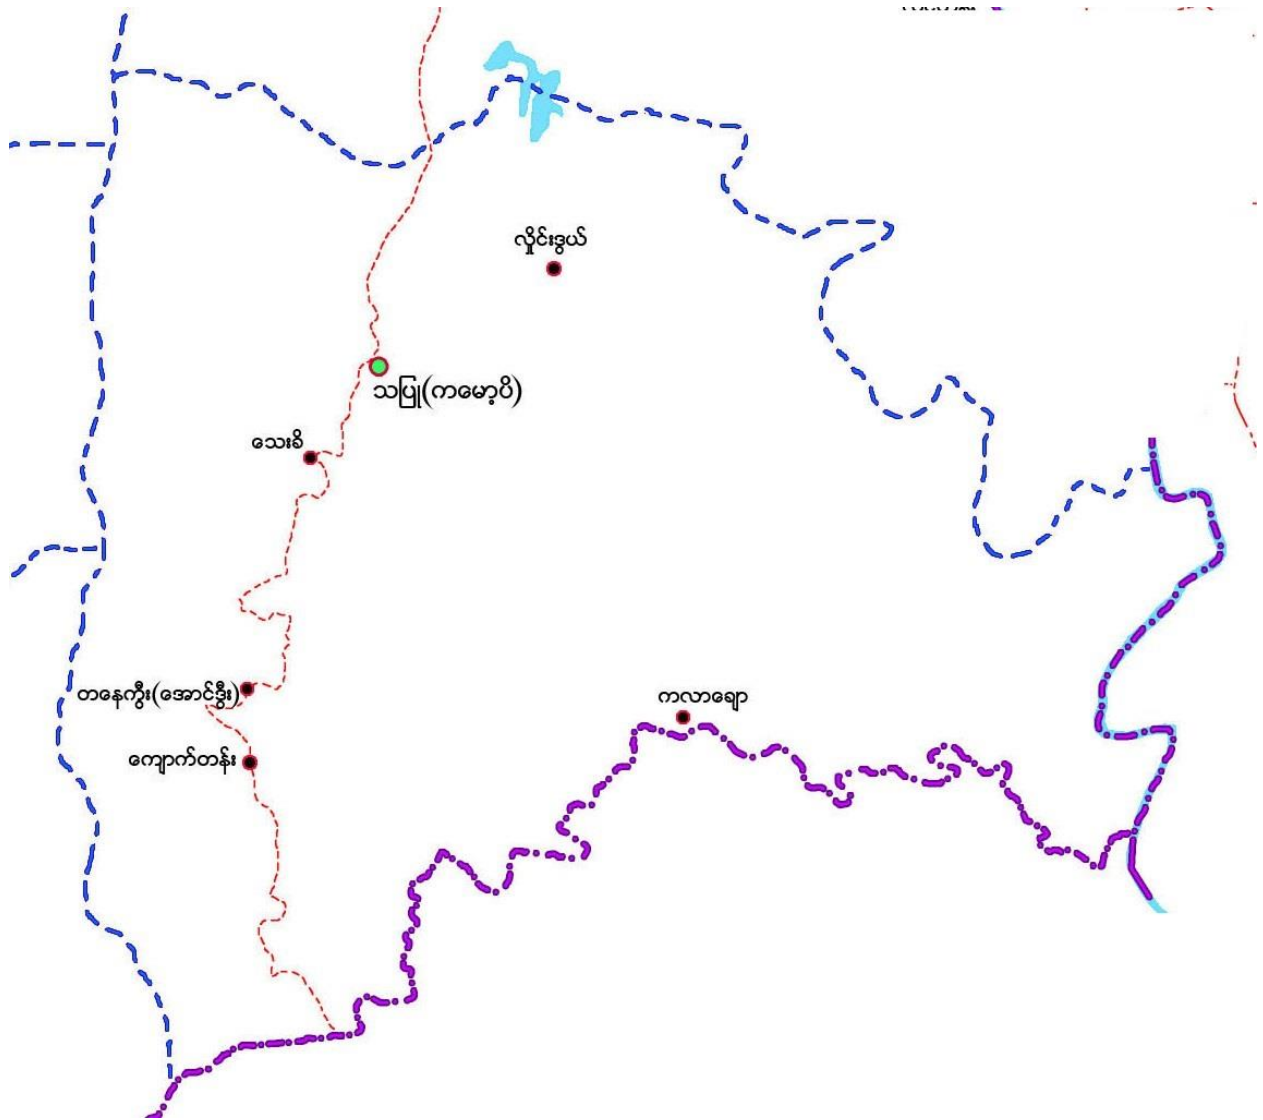 လှိုင်းဒွယ်
သပြု(ကမော့ပိ)
သေးခိ
တနေကွီး(အောင်ဒွီး)
ကလာချော
ကျောက်တန်း